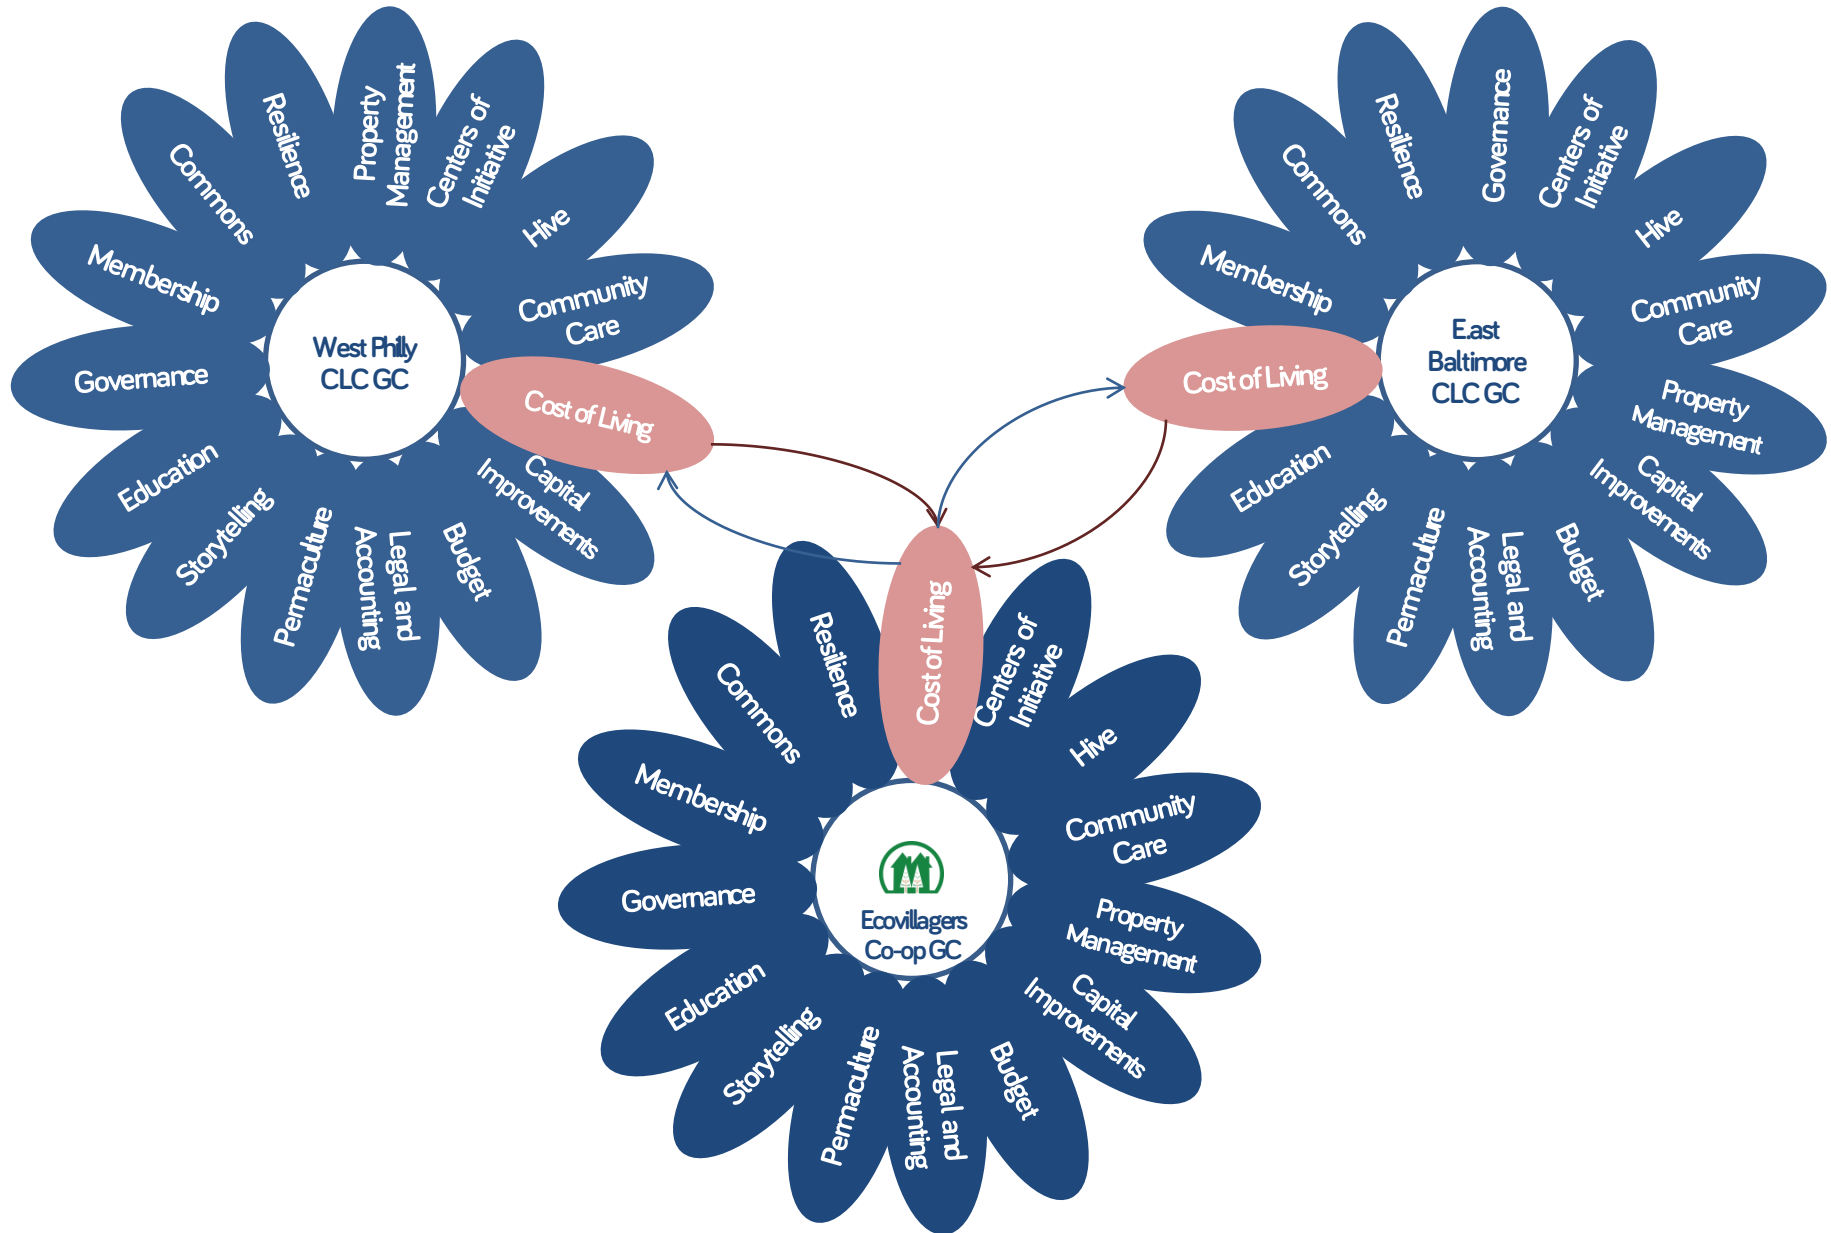 West Philly
CLC GC
Property
Management
Centers of
Initiative
Hive
Community
Care
Cost of Living
Capital
Improvements
Budget
Legal and
Accounting
Permaculture
Storytelling
Education
Governance
Membership
Commons
Resilience
E.ast
Baltimore
CLC GC
Governance
Centers of
Initiative
Hive
Community
Care
Property
Management
Capital
Improvements
Budget
Legal and
Accounting
Permaculture
Storytelling
Education
Cost of Living
Membership
Commons
Resilience
Ecovillagers
Co-op GC
Cost of Living
Centers of
Initiative
Hive
Community
Care
Property
Management
Capital
Improvements
Budget
Legal and
Accounting
Permaculture
Storytelling
Education
Governance
Membership
Commons
Resilience